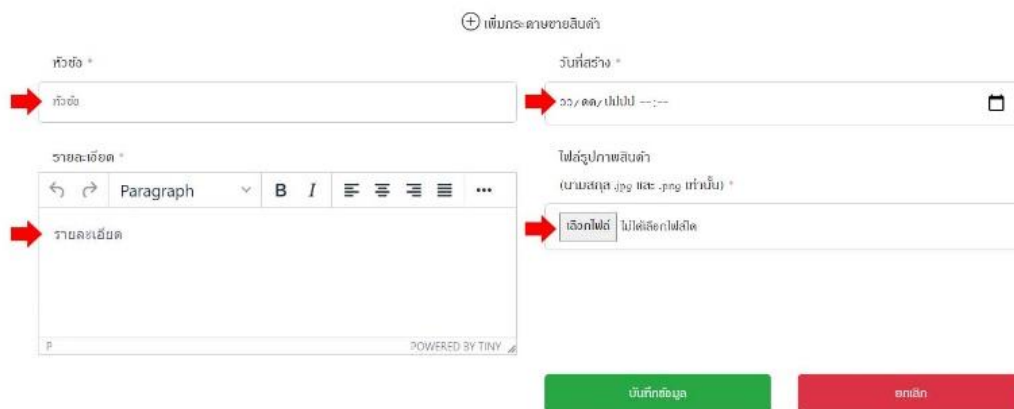 เพิ่มกระดาษขายสินค้า
หัวข้อ *
หัวข้อ
วันที่สร้าง *
วว/ดด/ปปปป --:--
รายละเอียด *
Paragraph B I ...
รายละเอียด
P POWERED BY TINY
ไฟล์รูปภาพสินค้า
(นามสกุล .jpg และ .png เท่านั้น) *
เลือกไฟล์ ไม่ได้เลือกไฟล์ใด
บันทึกข้อมูล ยกเลิก